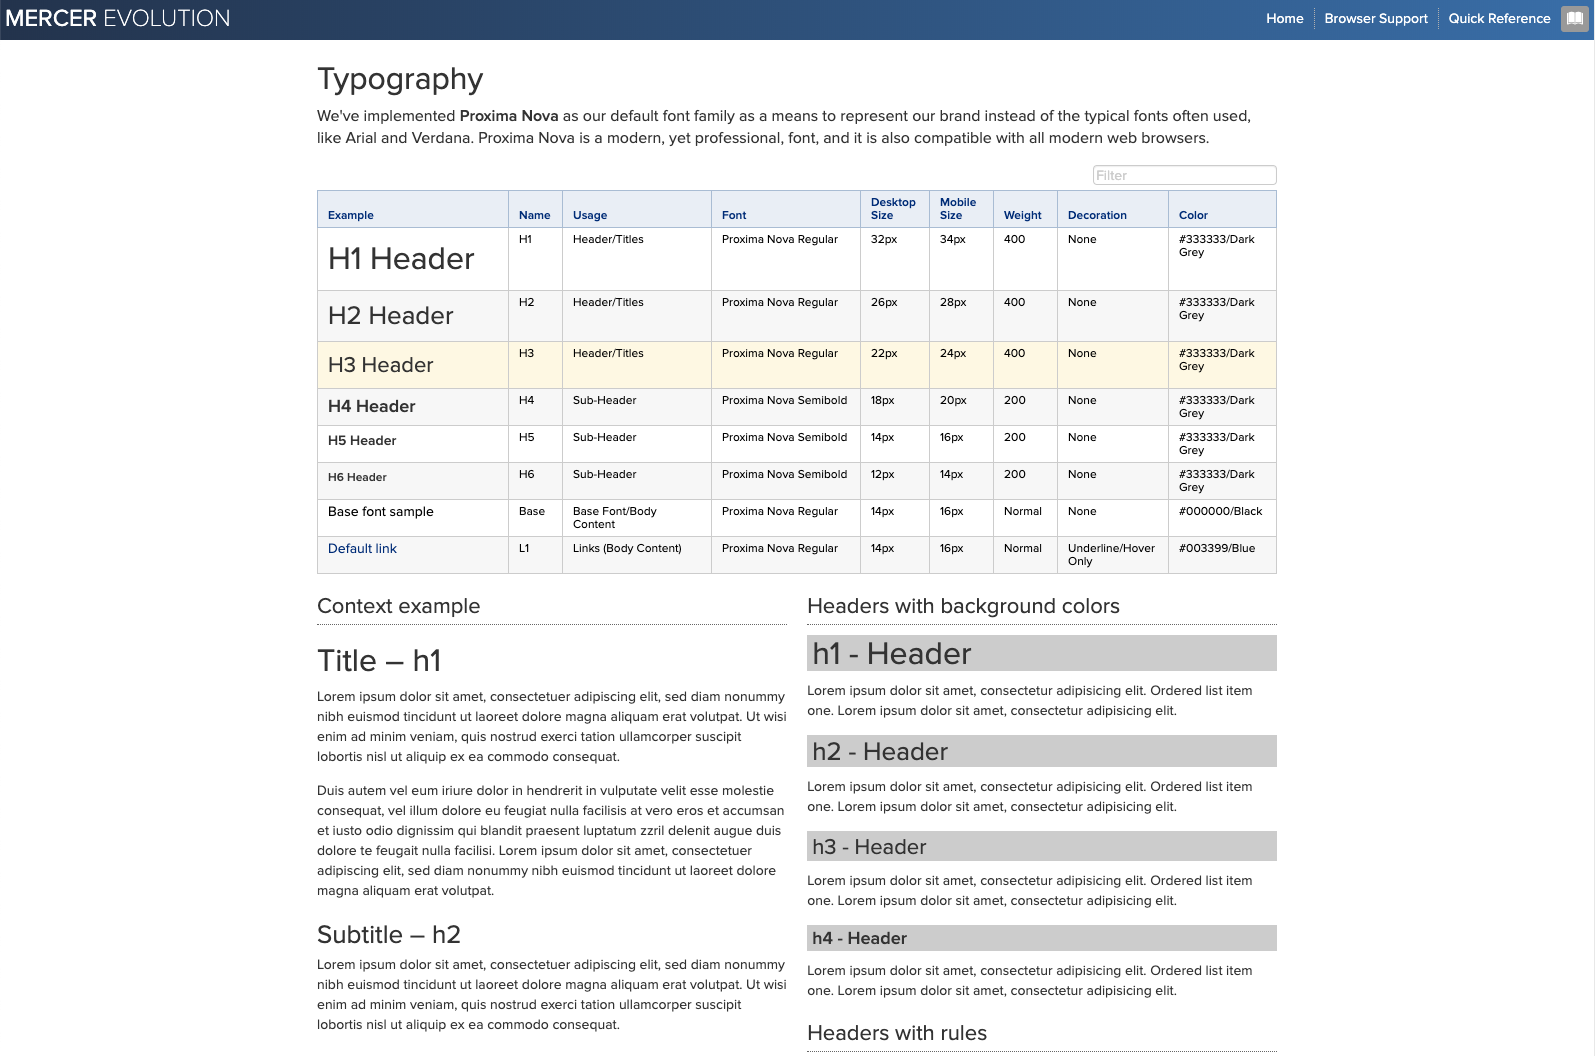 MERCER EVOLUTION
Home
Browser Support
Quick Reference
Typography
We've implemented Proxima Nova as our default font family as a means to represent our brand instead of the typical fonts often used,
like Arial and Verdana. Proxima Nova is a modern, yet professional, font, and it is also compatible with all modern web browsers.
Filter
Example Name Usage Font Desktop Size Mobile Size Weight Decoration Color
H1 Header H1 Header/Titles Proxima Nova Regular 32px 34px 400 None #333333/Dark Grey
H2 Header H2 Header/Titles Proxima Nova Regular 26px 28px 400 None #333333/Dark Grey
H3 Header H3 Header/Titles Proxima Nova Regular 22px 24px 400 None #333333/Dark Grey
H4 Header H4 Sub-Header Proxima Nova Semibold 18px 20px 200 None #333333/Dark Grey
H5 Header H5 Sub-Header Proxima Nova Semibold 14px 16px 200 None #333333/Dark Grey
H6 Header H6 Sub-Header Proxima Nova Semibold 12px 14px 200 None #333333/Dark Grey
Base font sample Base Base Font/Body Content Proxima Nova Regular 14px 16px Normal None #000000/Black
Default link L1 Links (Body Content) Proxima Nova Regular 14px 16px Normal Underline/Hover Only #003399/Blue
Context example
Title – h1
Lorem ipsum dolor sit amet, consectetuer adipiscing elit, sed diam nonummy
nibh euismod tincidunt ut laoreet dolore magna aliquam erat volutpat. Ut wisi
enim ad minim veniam, quis nostrud exerci tation ullamcorper suscipit
lobortis nisl ut aliquip ex ea commodo consequat.
Duis autem vel eum iriure dolor in hendrerit in vulputate velit esse molestie
consequat, vel illum dolore eu feugiat nulla facilisis at vero eros et accumsan
et iusto odio dignissim qui blandit praesent luptatum zzril delenit augue duis
dolore te feugait nulla facilisi. Lorem ipsum dolor sit amet, consectetuer
adipiscing elit, sed diam nonummy nibh euismod tincidunt ut laoreet dolore
magna aliquam erat volutpat.
Subtitle – h2
Lorem ipsum dolor sit amet, consectetuer adipiscing elit, sed diam nonummy
nibh euismod tincidunt ut laoreet dolore magna aliquam erat volutpat. Ut wisi
enim ad minim veniam, quis nostrud exerci tation ullamcorper suscipit
lobortis nisl ut aliquip ex ea commodo consequat.
Headers with background colors
h1 - Header
Lorem ipsum dolor sit amet, consectetur adipisicing elit. Ordered list item
one. Lorem ipsum dolor sit amet, consectetur adipisicing elit.
h2 - Header
Lorem ipsum dolor sit amet, consectetur adipisicing elit. Ordered list item
one. Lorem ipsum dolor sit amet, consectetur adipisicing elit.
h3 - Header
Lorem ipsum dolor sit amet, consectetur adipisicing elit. Ordered list item
one. Lorem ipsum dolor sit amet, consectetur adipisicing elit.
h4 - Header
Lorem ipsum dolor sit amet, consectetur adipisicing elit. Ordered list item
one. Lorem ipsum dolor sit amet, consectetur adipisicing elit.
Headers with rules